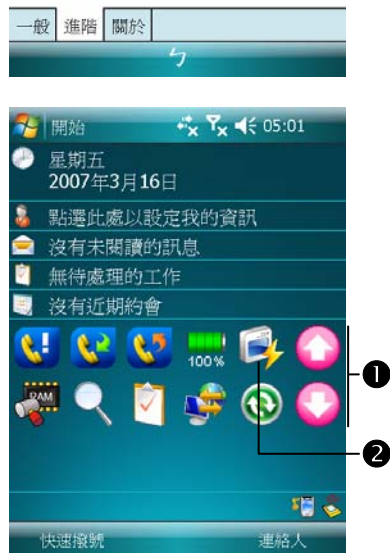 一般 進階 關於
ㄅ
開始 05:01
星期五
2007年3月16日
點選此處以設定我的資訊
沒有未閱讀的訊息
無待處理的工作
沒有近期約會
100%
RAM
❶
❷
快速撥號 連絡人